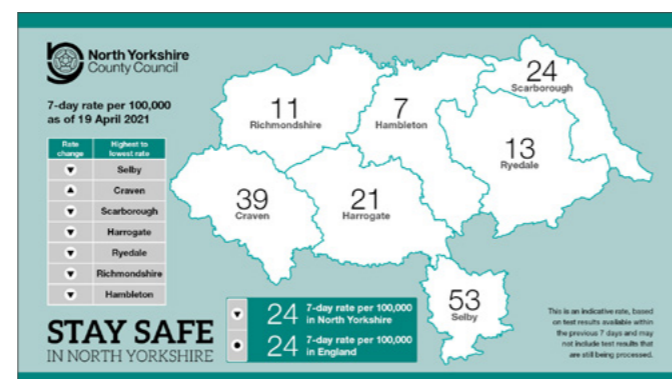 North Yorkshire
County Council
7-day rate per 100,000
as of 19 April 2021
Rate change Highest to lowest rate
▼ Selby
▲ Craven
▼ Scarborough
▼ Harrogate
▼ Ryedale
▼ Richmondshire
▼ Hambleton
24
Scarborough
11
Richmondshire
7
Hambleton
13
Ryedale
39
Craven
21
Harrogate
53
Selby
▼ 24 7-day rate per 100,000
in North Yorkshire
● 24 7-day rate per 100,000
in England
STAY SAFE
IN NORTH YORKSHIRE
This is an indicative rate, based
on test results available within
the previous 7 days and may
not include test results that
are still being processed.